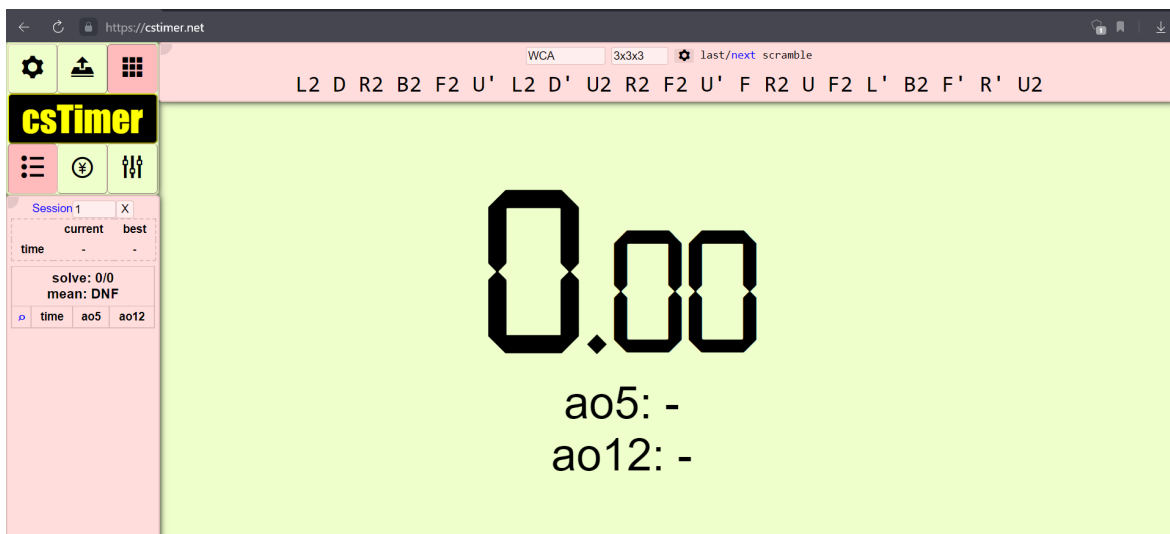 https://cstimer.net
WCA 3x3x3 last/next scramble
L2 D R2 B2 F2 U' L2 D' U2 R2 F2 U' F R2 U F2 L' B2 F' R' U2
csTimer
Session 1 X
current best
time - -
solve: 0/0
mean: DNF
time ao5 ao12
0.00
ao5: -
ao12: -